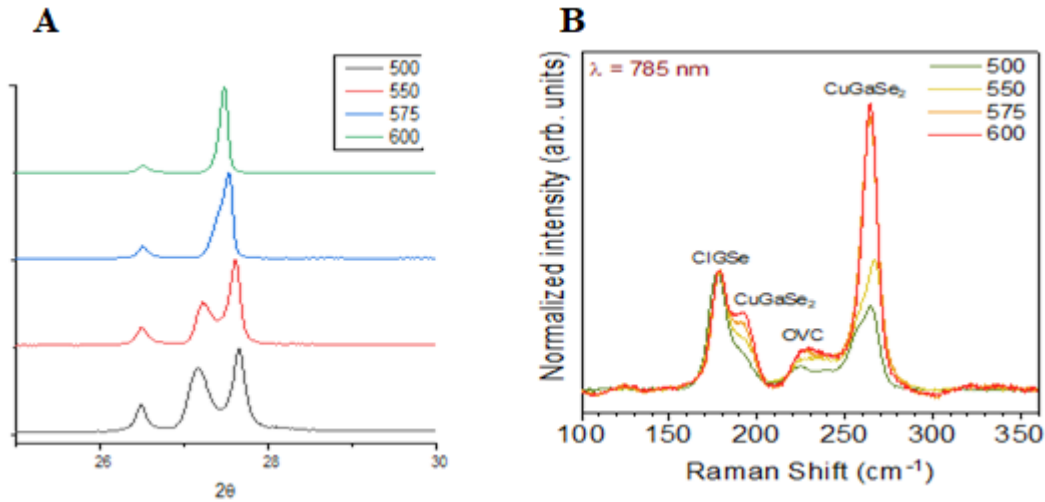 A
500
550
575
600
26
28
30
2θ
B
λ = 785 nm
500
550
575
600
CuGaSe₂
CIGSe
CuGaSe₂
OVC
Normalized intensity (arb. units)
100 150 200 250 300 350
Raman Shift (cm⁻¹)